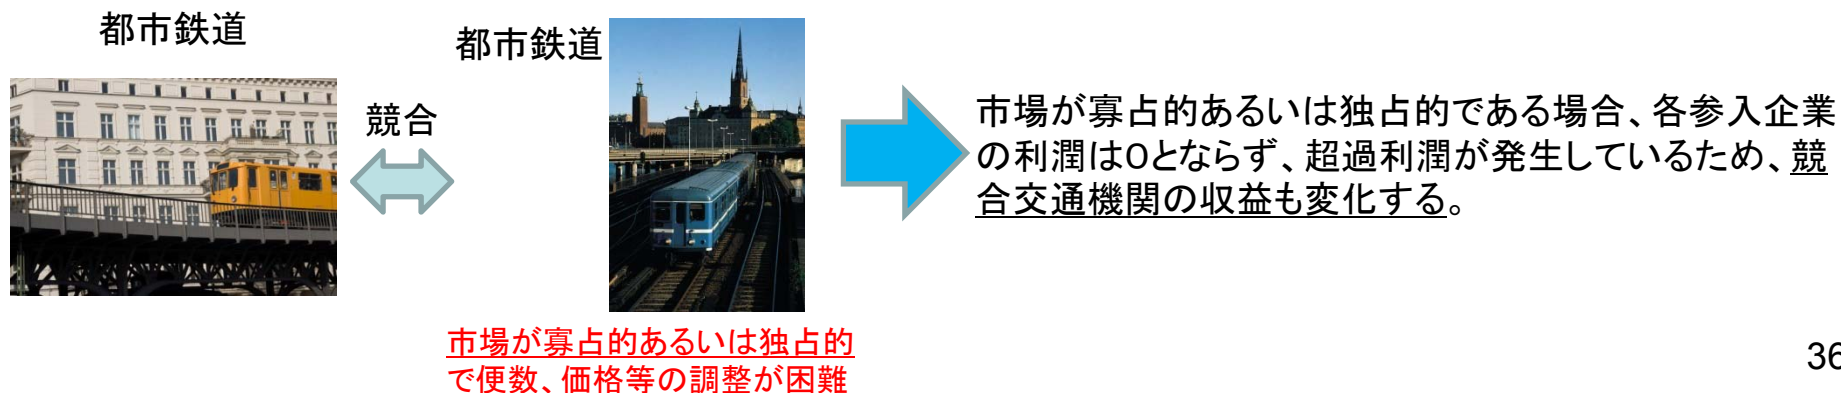 都市鉄道
都市鉄道
競合
市場が寡占的あるいは独占的である場合、各参入企業
の利潤は0とならず、超過利潤が発生しているため、競
合交通機関の収益も変化する。
市場が寡占的あるいは独占的
で便数、価格等の調整が困難
36